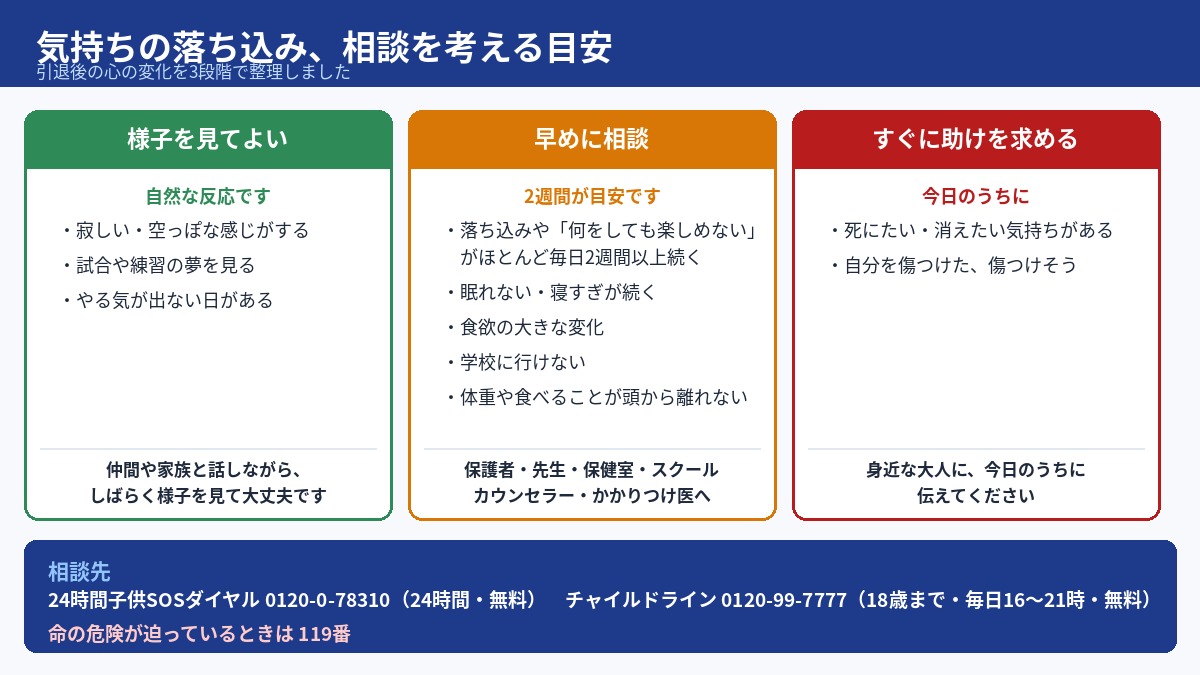 気持ちの落ち込み、相談を考える目安
引退後の心の変化を3段階で整理しました
様子を見てよい
自然な反応です
・寂しい・空っぽな感じがする
・試合や練習の夢を見る
・やる気が出ない日がある
仲間や家族と話しながら、
しばらく様子を見て大丈夫です
早めに相談
2週間が目安です
・落ち込みや「何をしても楽しめない」
がほとんど毎日2週間以上続く
・眠れない・寝すぎが続く
・食欲の大きな変化
・学校に行けない
・体重や食べることが頭から離れない
保護者・先生・保健室・スクール
カウンセラー・かかりつけ医へ
すぐに助けを求める
今日のうちに
・死にたい・消えたい気持ちがある
・自分を傷つけた、傷つけそう
身近な大人に、今日のうちに
伝えてください
相談先
24時間子供SOSダイヤル 0120-0-78310（24時間・無料）　チャイルドライン 0120-99-7777（18歳まで・毎日16〜21時・無料）
命の危険が迫っているときは 119番